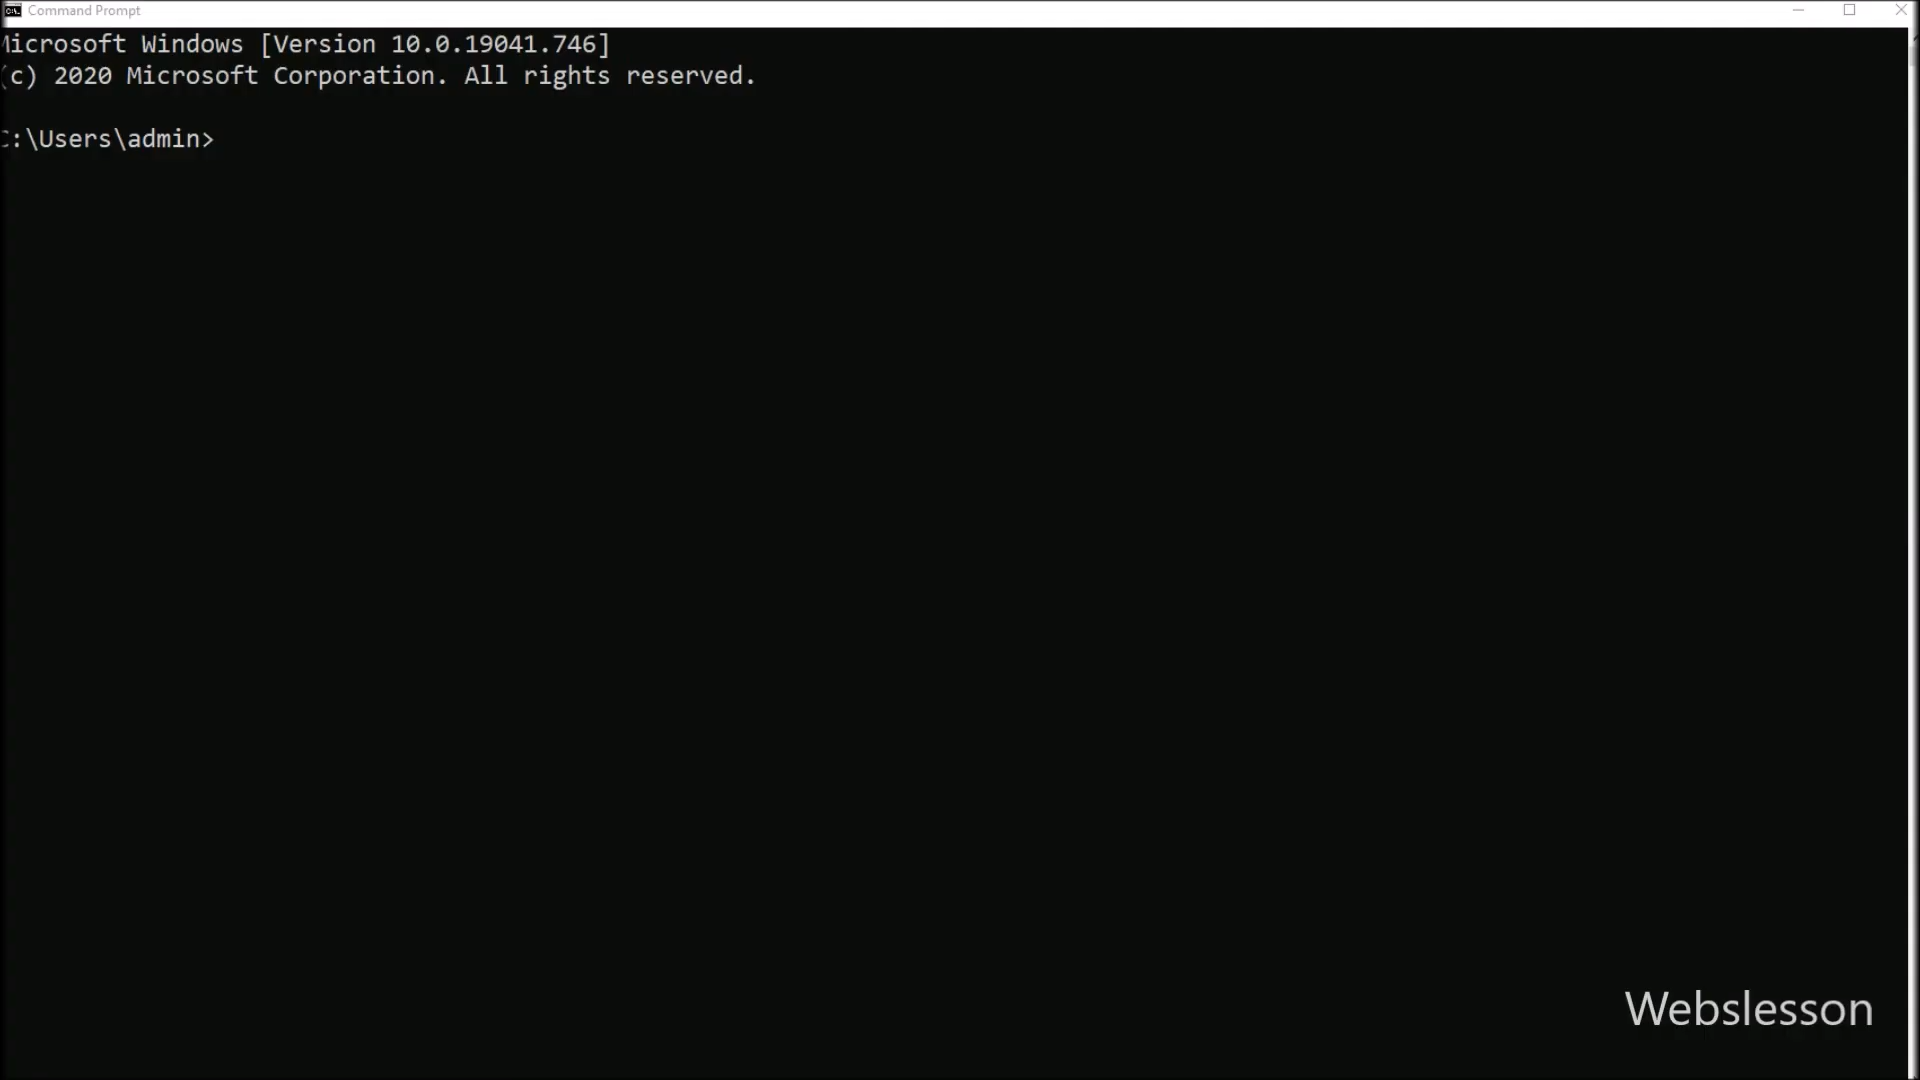 Command Prompt
Microsoft Windows [Version 10.0.19041.746]
(c) 2020 Microsoft Corporation. All rights reserved.
C:\Users\admin>
Webslesson